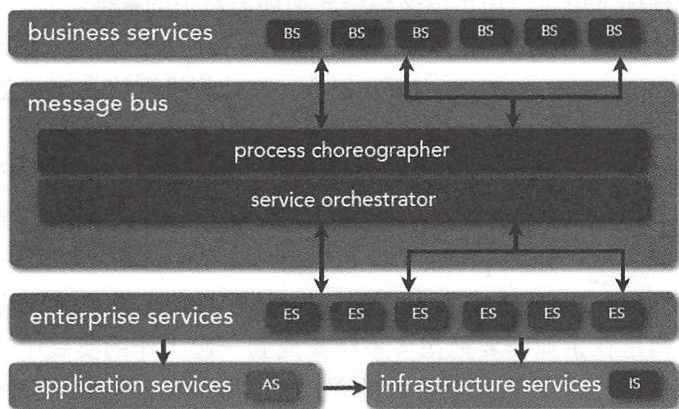 business services BS BS BS BS BS BS
message bus
process choreographer
service orchestrator
enterprise services ES ES ES ES ES ES
application services AS infrastructure services IS